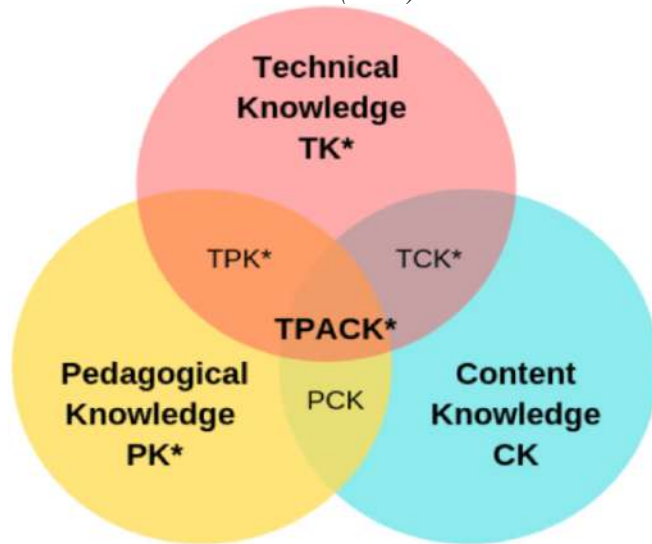 Technical
Knowledge
TK*
TPK*
TCK*
TPACK*
Pedagogical
Knowledge
PK*
PCK
Content
Knowledge
CK